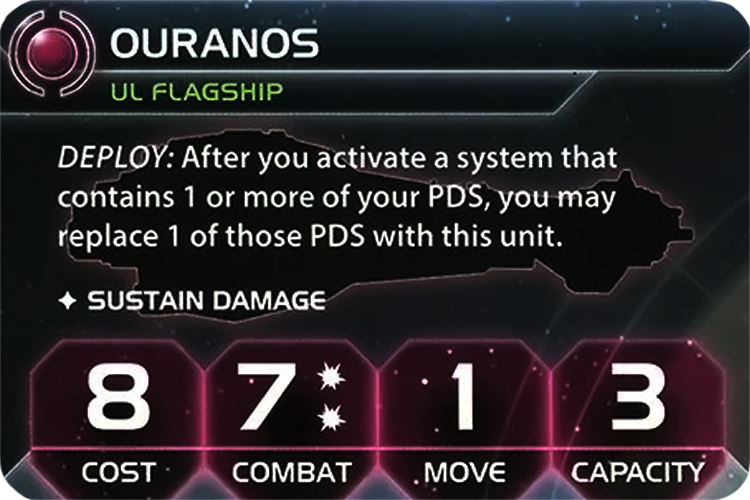 OURANOS
UL FLAGSHIP
DEPLOY: After you activate a system that
contains 1 or more of your PDS, you may
replace 1 of those PDS with this unit.
SUSTAIN DAMAGE
8 7 1 3
COST COMBAT MOVE CAPACITY